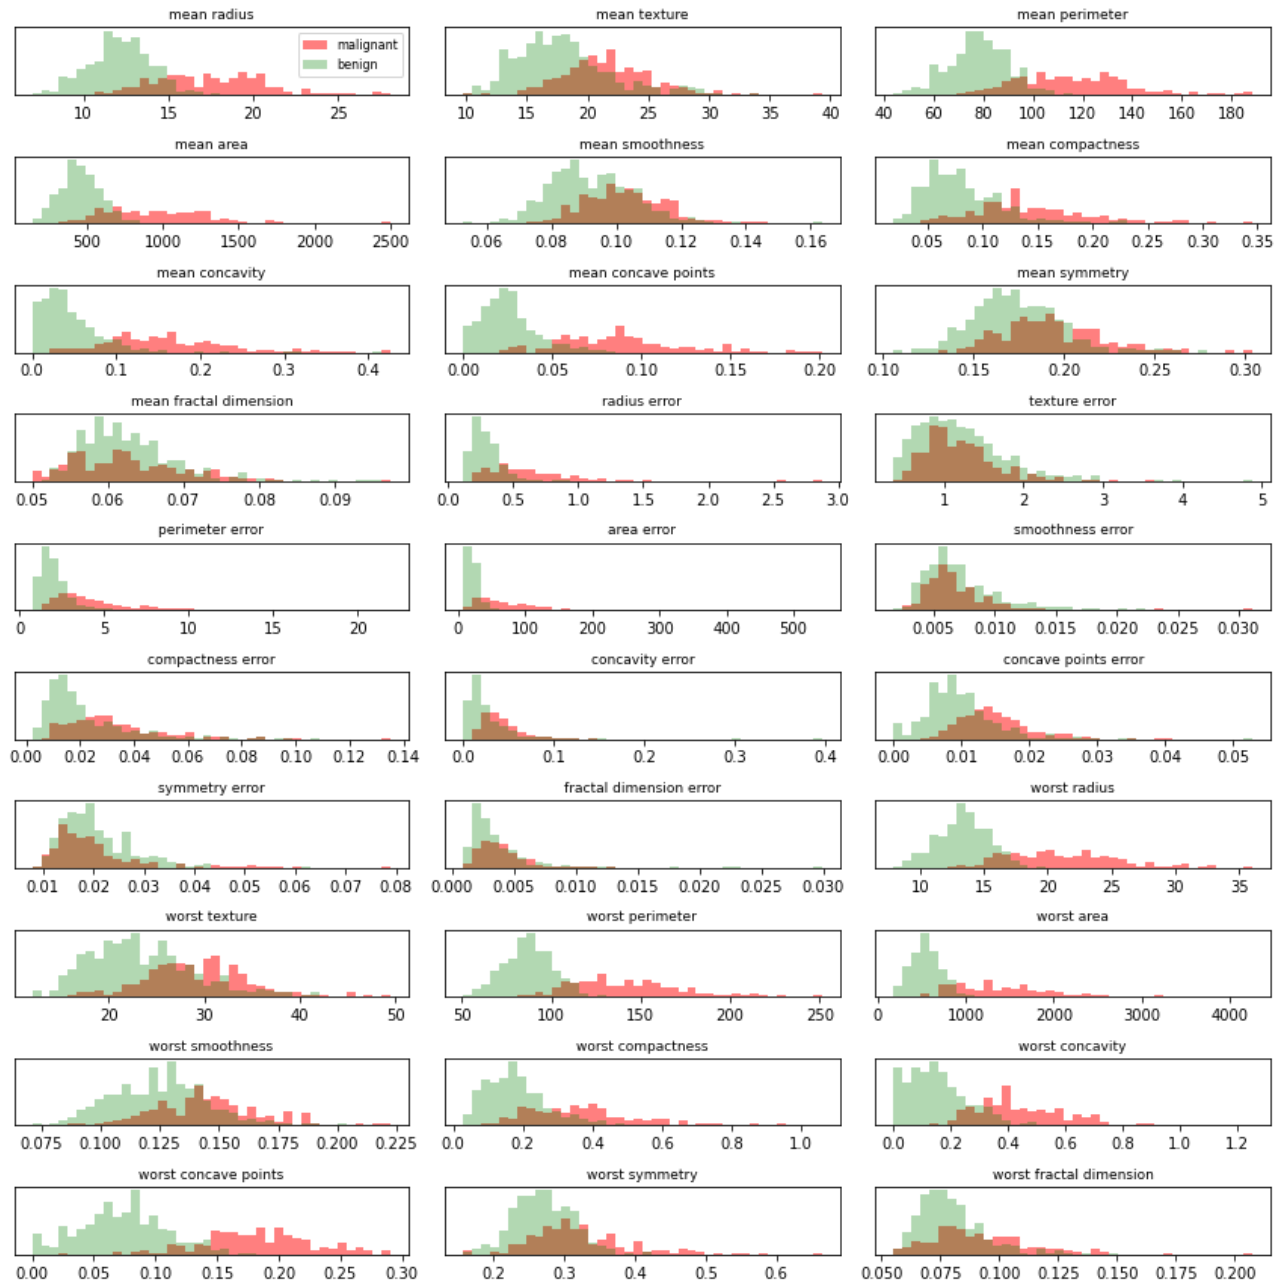 mean radius mean texture mean perimeter
malignant
benign
10 15 20 25 10 15 20 25 30 35 40 40 60 80 100 120 140 160 180
mean area mean smoothness mean compactness
500 1000 1500 2000 2500 0.06 0.08 0.10 0.12 0.14 0.16 0.05 0.10 0.15 0.20 0.25 0.30 0.35
mean concavity mean concave points mean symmetry
0.0 0.1 0.2 0.3 0.4 0.00 0.05 0.10 0.15 0.20 0.10 0.15 0.20 0.25 0.30
mean fractal dimension radius error texture error
0.05 0.06 0.07 0.08 0.09 0.0 0.5 1.0 1.5 2.0 2.5 3.0 1 2 3 4 5
perimeter error area error smoothness error
0 5 10 15 20 0 100 200 300 400 500 0.005 0.010 0.015 0.020 0.025 0.030
compactness error concavity error concave points error
0.00 0.02 0.04 0.06 0.08 0.10 0.12 0.14 0.0 0.1 0.2 0.3 0.4 0.00 0.01 0.02 0.03 0.04 0.05
symmetry error fractal dimension error worst radius
0.01 0.02 0.03 0.04 0.05 0.06 0.07 0.08 0.000 0.005 0.010 0.015 0.020 0.025 0.030 10 15 20 25 30 35
worst texture worst perimeter worst area
20 30 40 50 50 100 150 200 250 0 1000 2000 3000 4000
worst smoothness worst compactness worst concavity
0.075 0.100 0.125 0.150 0.175 0.200 0.225 0.0 0.2 0.4 0.6 0.8 1.0 0.0 0.2 0.4 0.6 0.8 1.0 1.2
worst concave points worst symmetry worst fractal dimension
0.00 0.05 0.10 0.15 0.20 0.25 0.30 0.2 0.3 0.4 0.5 0.6 0.050 0.075 0.100 0.125 0.150 0.175 0.200